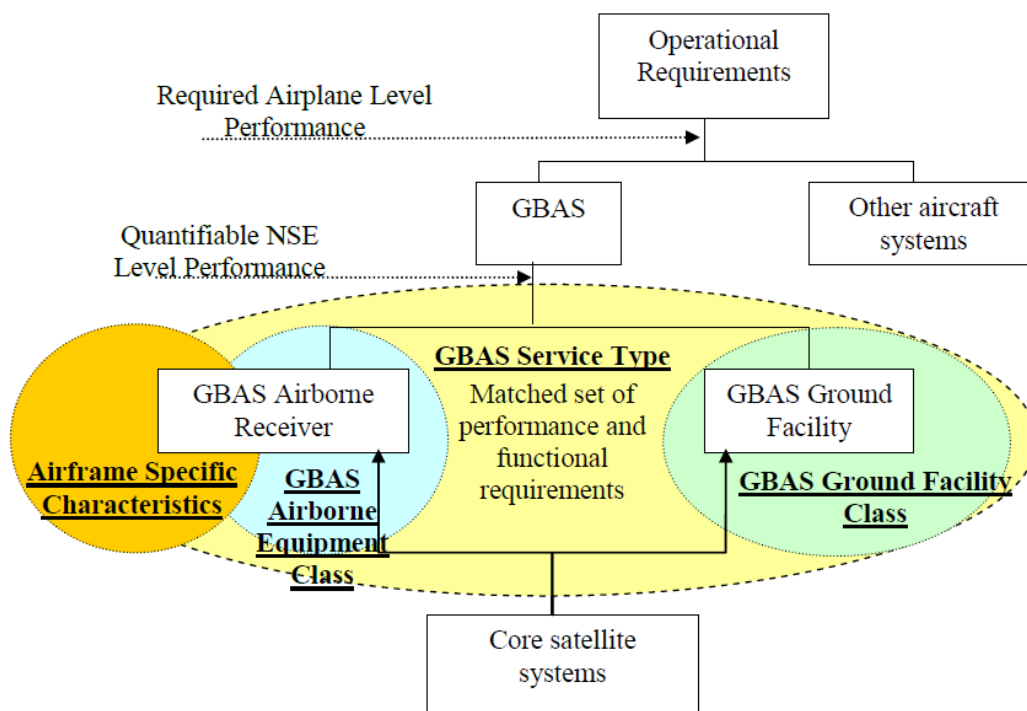 Operational
Requirements
Required Airplane Level
Performance
GBAS
Other aircraft
systems
Quantifiable NSE
Level Performance
GBAS Service Type
Matched set of
performance and
functional
requirements
GBAS Airborne
Receiver
GBAS Ground
Facility
Airframe Specific
Characteristics
GBAS
Airborne
Equipment
Class
GBAS Ground Facility
Class
Core satellite
systems